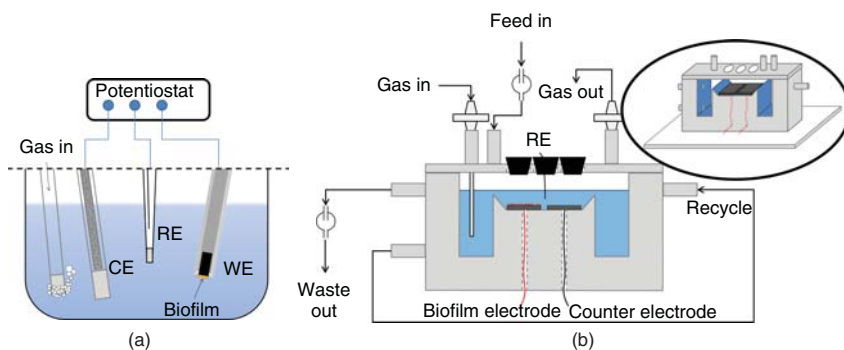 Potentiostat
Gas in
CE
RE
WE
Biofilm
(a)
Feed in
Gas in
Gas out
RE
Recycle
Waste
out
Biofilm electrode
Counter electrode
(b)